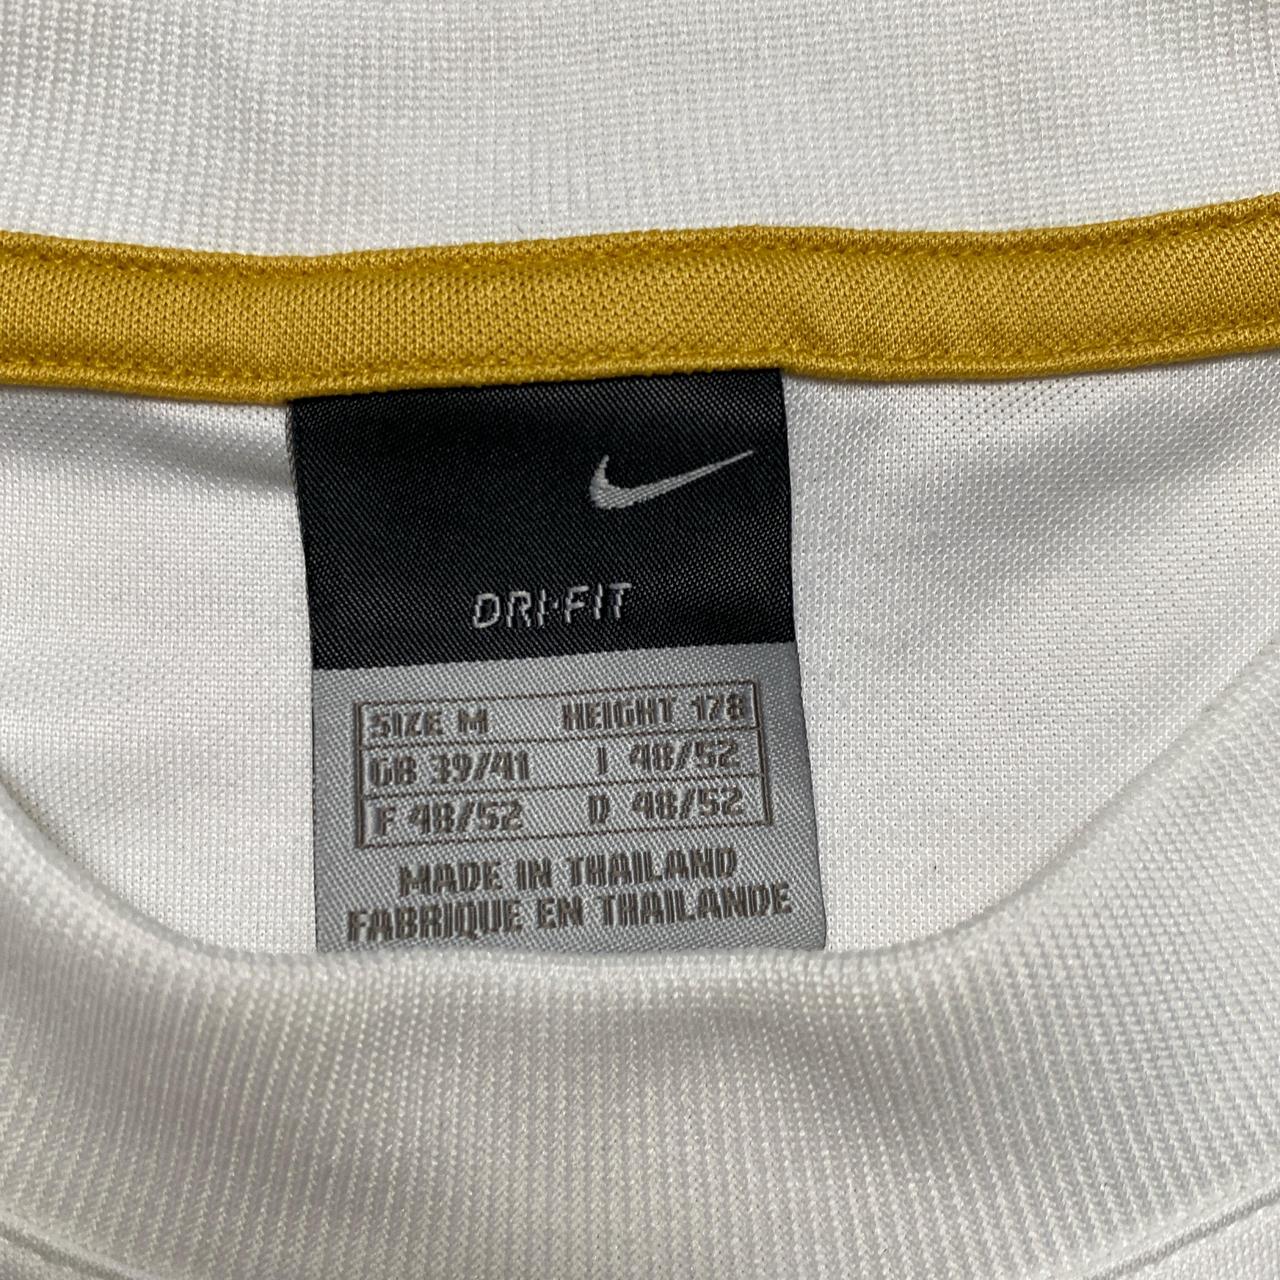 DRI-FIT
SIZE M HEIGHT 178
GB 39/41 I 48/52
F 48/52 D 48/52
MADE IN THAILAND
FABRIQUE EN THAILANDE